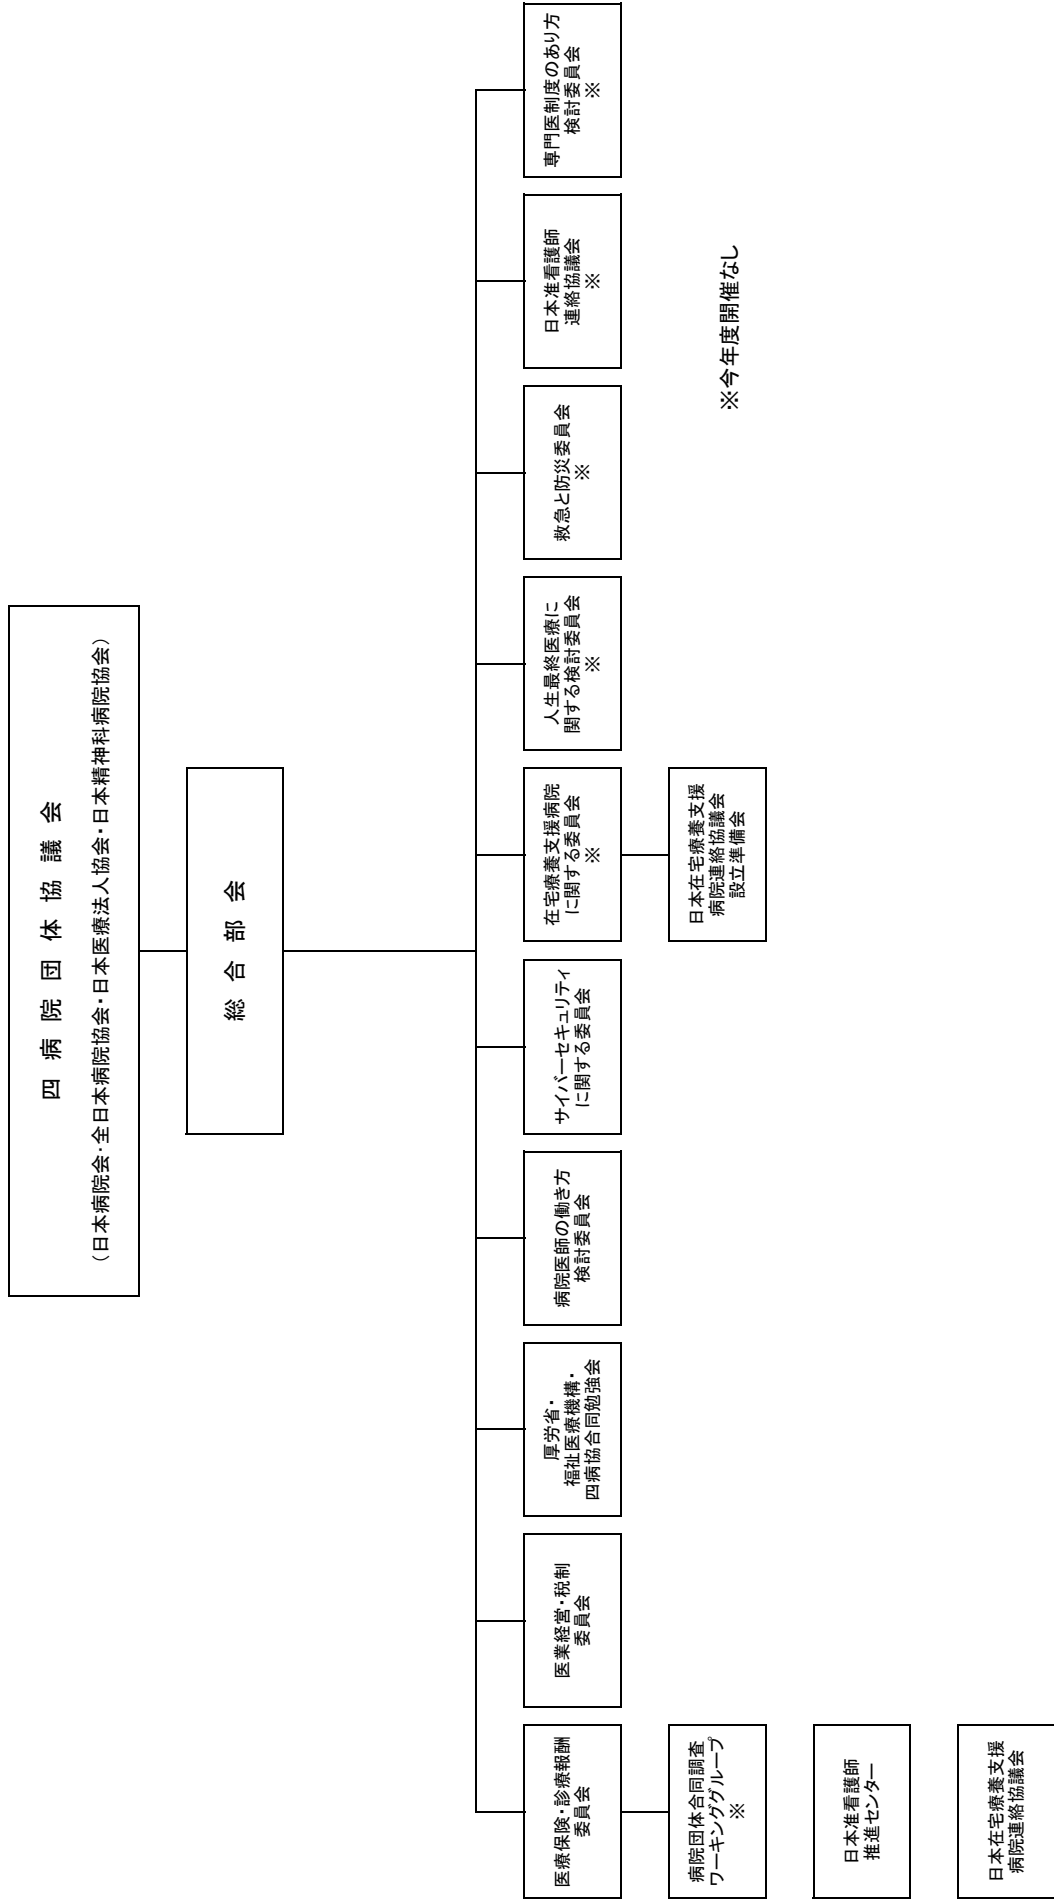 四病院団体協議会
（日本病院会・全日本病院協会・日本医療法人協会・日本精神科病院協会）
総合部会
医療保険・診療報酬
委員会
医業経営・税制
委員会
厚労省・
福祉医療機構・
四病協合同勉強会
病院医師の働き方
検討委員会
サイバーセキュリティ
に関する委員会
在宅療養支援病院
に関する委員会
※
人生最終医療に
関する検討委員会
※
救急と防災委員会
※
日本准看護師
連絡協議会
※
専門医制度のあり方
検討委員会
※
病院団体合同調査
ワーキンググループ
※
日本在宅療養支援
病院連絡協議会
設立準備会
※今年度開催なし
日本准看護師
推進センター
日本在宅療養支援
病院連絡協議会